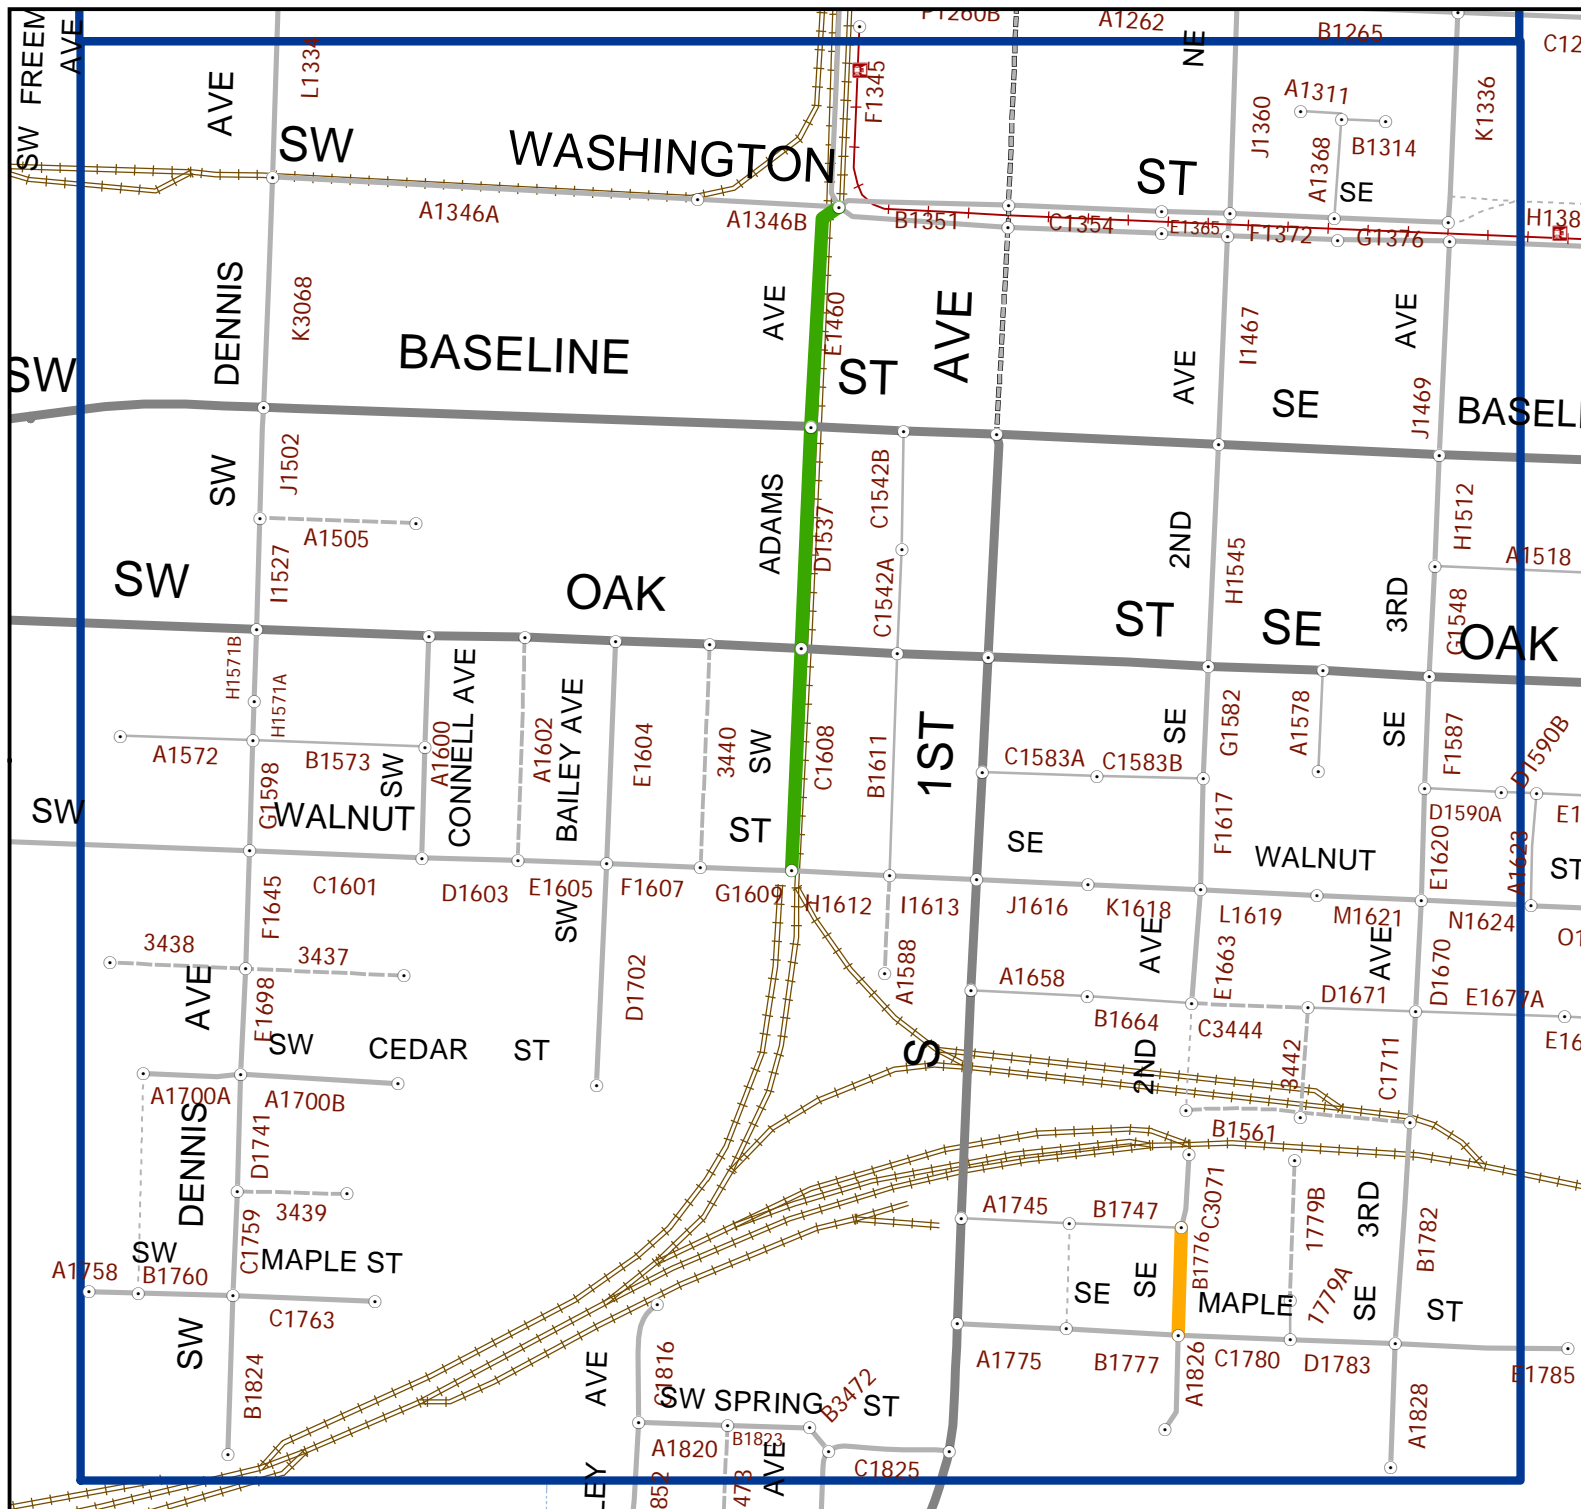 SW FREEM
AVE
AVE
L1334
F1345
P1260B
A1262
NE
B1265
C12
J1360
A1311
K1336
A1368
B1314
SE
SW
WASHINGTON
ST
A1346A
A1346B
B1351
C1354
E1365
F1372
G1376
H138
DENNIS
K3068
AVE
E1460
AVE
I1467
AVE
SW
BASELINE
ST
AVE
SE
J1469
BASELI
SW
J1502
A1505
I1527
ADAMS
D1537
C1542B
C1542A
2ND
H1545
3RD
H1512
A1518
G1548
SW
OAK
ST
SE
OAK
H1571B
H1571A
A1572
B1573
SW
A1600
CONNELL AVE
A1602
BAILEY AVE
E1604
3440
SW
C1608
B1611
1ST
C1583A
C1583B
SE
G1582
A1578
SE
F1587
D1590B
D1590A
E1
SW
G1598
WALNUT
ST
SE
F1617
WALNUT
E1620
A1623
ST
C1601
D1603
E1605
F1607
G1609
H1612
I1613
J1616
K1618
L1619
M1621
N1624
O1
F1645
SW
3438
3437
AVE
E1698
D1702
A1588
A1658
B1664
AVE
E1663
C3444
D1671
AVE
D1670
E1677A
E16
SW
CEDAR
ST
S
2ND
3442
C1711
A1700A
A1700B
B1561
DENNIS
D1741
3439
C1759
SW
MAPLE ST
A1758
B1760
C1763
A1745
B1747
C3071
B1776
1779B
3RD
B1782
SE
SE
MAPLE
1779A
SE
ST
A1775
B1777
A1826
C1780
D1783
E1785
SW
B1824
AVE
C1816
SW SPRING
B3472
ST
A1820
B1823
AVE
C1825
A1828
LEY
852
473